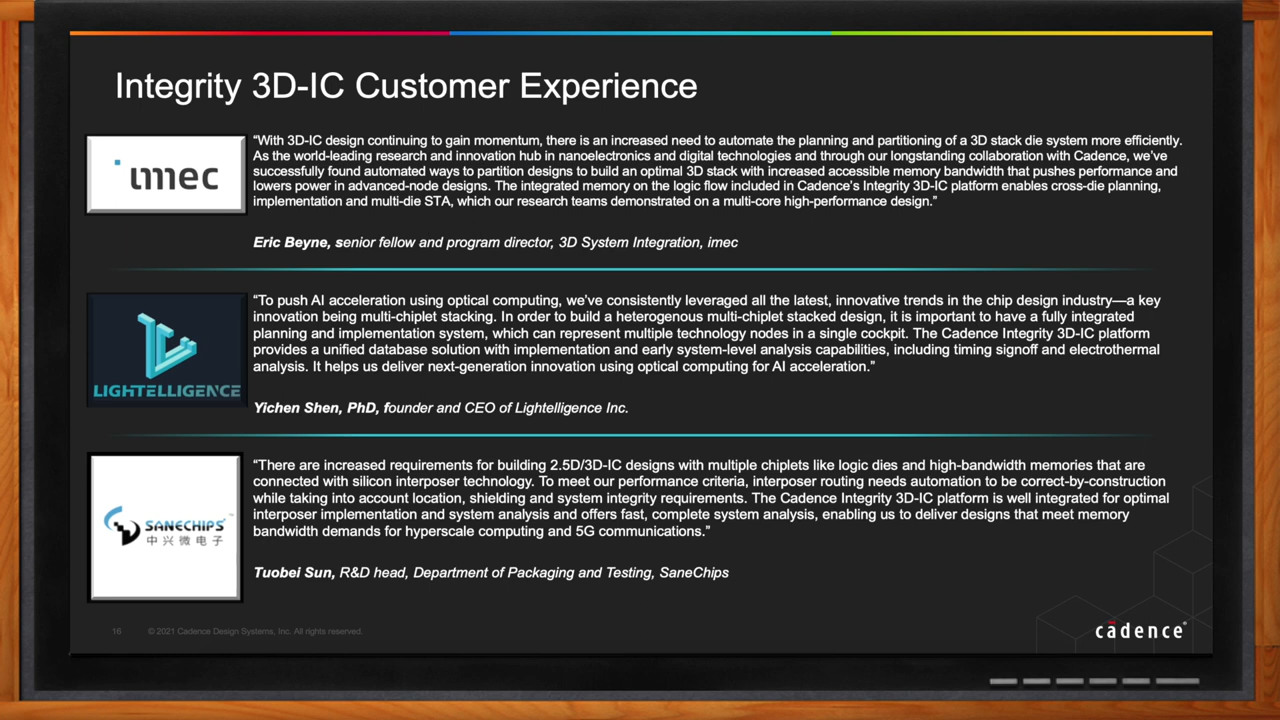 Integrity 3D-IC Customer Experience
imec
“With 3D-IC design continuing to gain momentum, there is an increased need to automate the planning and partitioning of a 3D stack die system more efficiently.
As the world-leading research and innovation hub in nanoelectronics and digital technologies and through our longstanding collaboration with Cadence, we’ve
successfully found automated ways to partition designs to build an optimal 3D stack with increased accessible memory bandwidth that pushes performance and
lowers power in advanced-node designs. The integrated memory on the logic flow included in Cadence’s Integrity 3D-IC platform enables cross-die planning,
implementation and multi-die STA, which our research teams demonstrated on a multi-core high-performance design.”
Eric Beyne, senior fellow and program director, 3D System Integration, imec
LIGHTELLIGENCE
“To push AI acceleration using optical computing, we’ve consistently leveraged all the latest, innovative trends in the chip design industry—a key
innovation being multi-chiplet stacking. In order to build a heterogenous multi-chiplet stacked design, it is important to have a fully integrated
planning and implementation system, which can represent multiple technology nodes in a single cockpit. The Cadence Integrity 3D-IC platform
provides a unified database solution with implementation and early system-level analysis capabilities, including timing signoff and electrothermal
analysis. It helps us deliver next-generation innovation using optical computing for AI acceleration.”
Yichen Shen, PhD, founder and CEO of Lightelligence Inc.
SANECHIPS™
中兴微电子
“There are increased requirements for building 2.5D/3D-IC designs with multiple chiplets like logic dies and high-bandwidth memories that are
connected with silicon interposer technology. To meet our performance criteria, interposer routing needs automation to be correct-by-construction
while taking into account location, shielding and system integrity requirements. The Cadence Integrity 3D-IC platform is well integrated for optimal
interposer implementation and system analysis and offers fast, complete system analysis, enabling us to deliver designs that meet memory
bandwidth demands for hyperscale computing and 5G communications.”
Tuobei Sun, R&D head, Department of Packaging and Testing, SaneChips
16 © 2021 Cadence Design Systems, Inc. All rights reserved.
cādence®